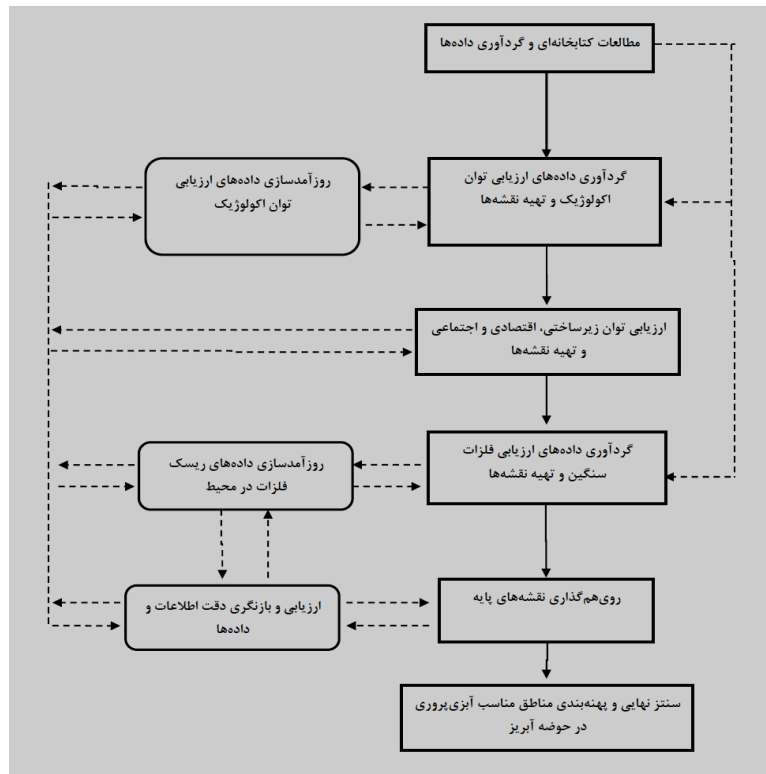 مطالعات کتابخانه‌ای و گردآوری داده‌ها
گردآوری داده‌های ارزیابی توان
اکولوژیک و تهیه نقشه‌ها
روزآمدسازی داده‌های ارزیابی
توان اکولوژیک
ارزیابی توان زیرساختی، اقتصادی و اجتماعی
و تهیه نقشه‌ها
گردآوری داده‌های ارزیابی فلزات
سنگین و تهیه نقشه‌ها
روزآمدسازی داده‌های ریسک
فلزات در محیط
روی‌هم‌گذاری نقشه‌های پایه
ارزیابی و بازنگری دقت اطلاعات و
داده‌ها
سنتز نهایی و پهنه‌بندی مناطق مناسب آبزی‌پروری
در حوضه آبریز